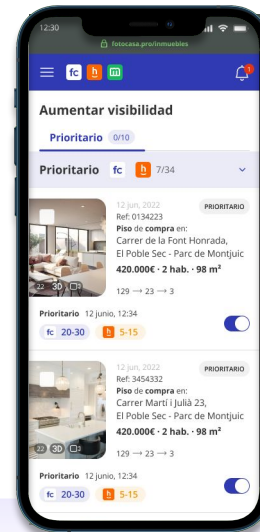 12:30
fotocasa.pro/inmuebles
fc h m
1
Aumentar visibilidad
Prioritario 0/10
Prioritario fc h 7/34
12 jun, 2022 PRIORITARIO
Ref: 0134223
Piso de compra en:
Carrer de la Font Honrada,
El Poble Sec - Parc de Montjuic
420.000€ · 2 hab. · 98 m²
22 3D
129 → 23 → 3
Prioritario 12 junio, 12:34
fc 20-30 h 5-15
12 jun, 2022 PRIORITARIO
Ref: 3454332
Piso de compra en:
Carrer Martí i Julià 23,
El Poble Sec - Parc de Montjuic
420.000€ · 2 hab. · 98 m²
22 3D
129 → 23 → 3
Prioritario 12 junio, 12:34
fc 20-30 h 5-15